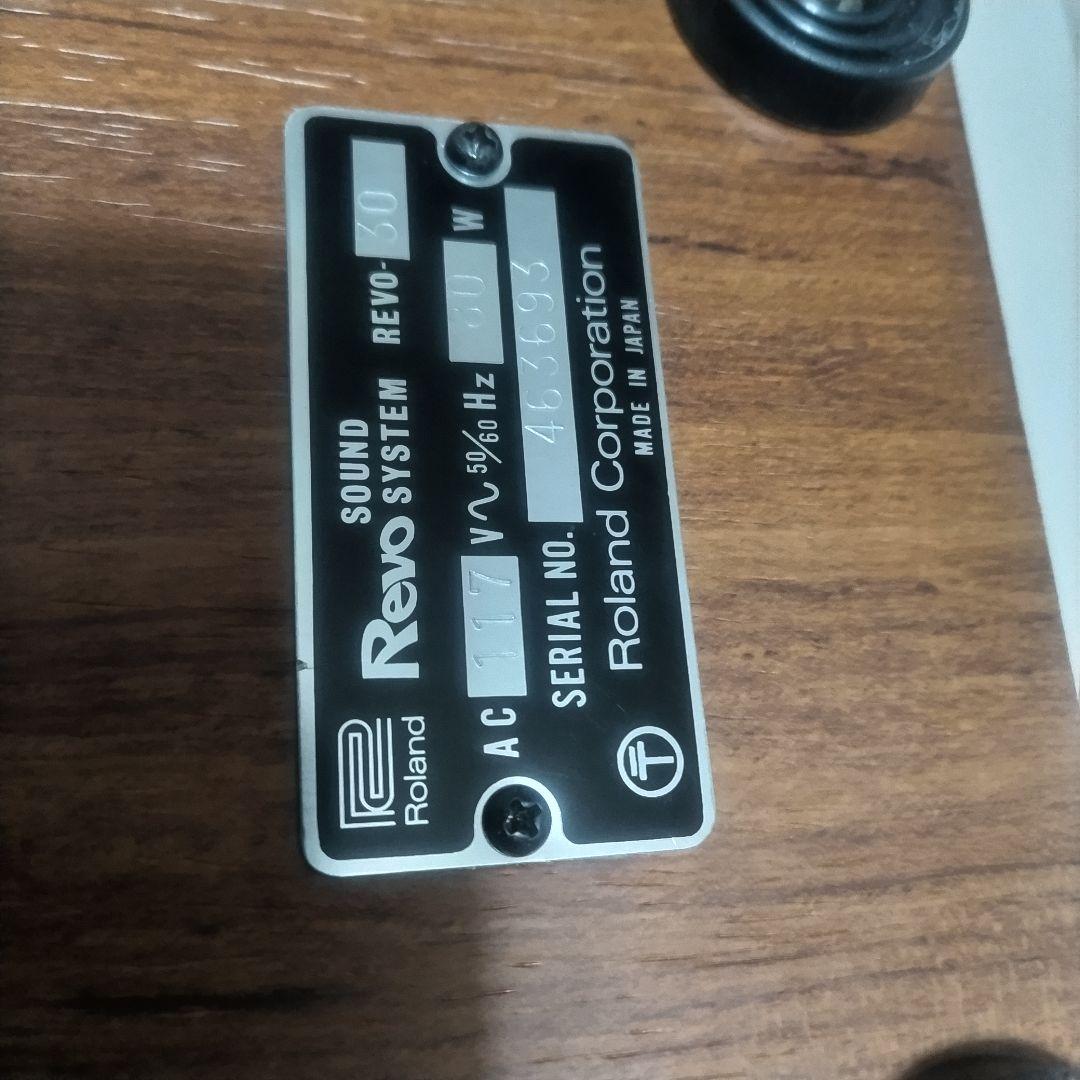 Roland
Revo SOUND SYSTEM REVO-30
AC 117 V~ 50/60 Hz W
SERIAL NO. 463693
Roland Corporation
MADE IN JAPAN